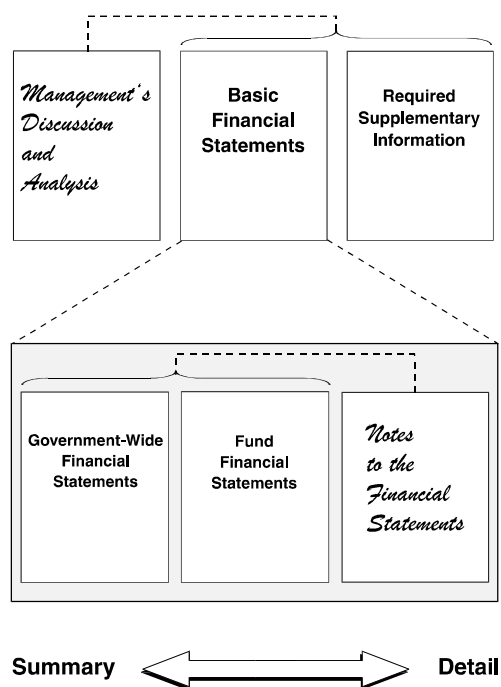 Management's
Discussion
and
Analysis
Basic
Financial
Statements
Required
Supplementary
Information
Government-Wide
Financial
Statements
Fund
Financial
Statements
Notes
to the
Financial
Statements
Summary
Detail